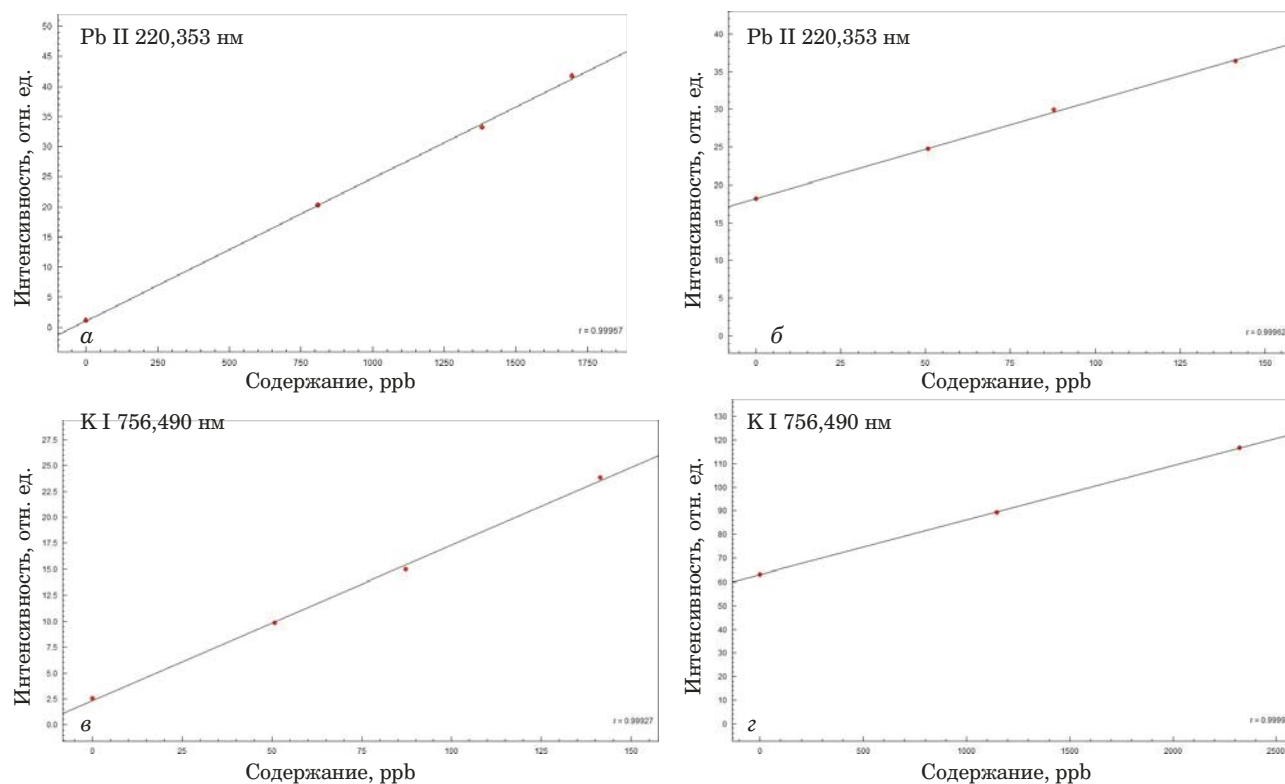 Pb II 220,353 нм
Интенсивность, отн. ед.
50
45
40
35
30
25
20
15
10
5
0
а
r = 0.99967
0 250 500 750 1000 1250 1500 1750
Содержание, ppb
Pb II 220,353 нм
Интенсивность, отн. ед.
40
35
30
25
20
15
10
5
0
б
r = 0.99962
0 25 50 75 100 125 150
Содержание, ppb
K I 756,490 нм
Интенсивность, отн. ед.
27.5
25.0
22.5
20.0
17.5
15.0
12.5
10.0
7.5
5.0
2.5
0.0
в
r = 0.99927
0 50 100 150
Содержание, ppb
K I 756,490 нм
Интенсивность, отн. ед.
130
120
110
100
90
80
70
60
50
40
30
20
10
0
г
r = 0.9999
0 500 1000 1500 2000 2500
Содержание, ppb